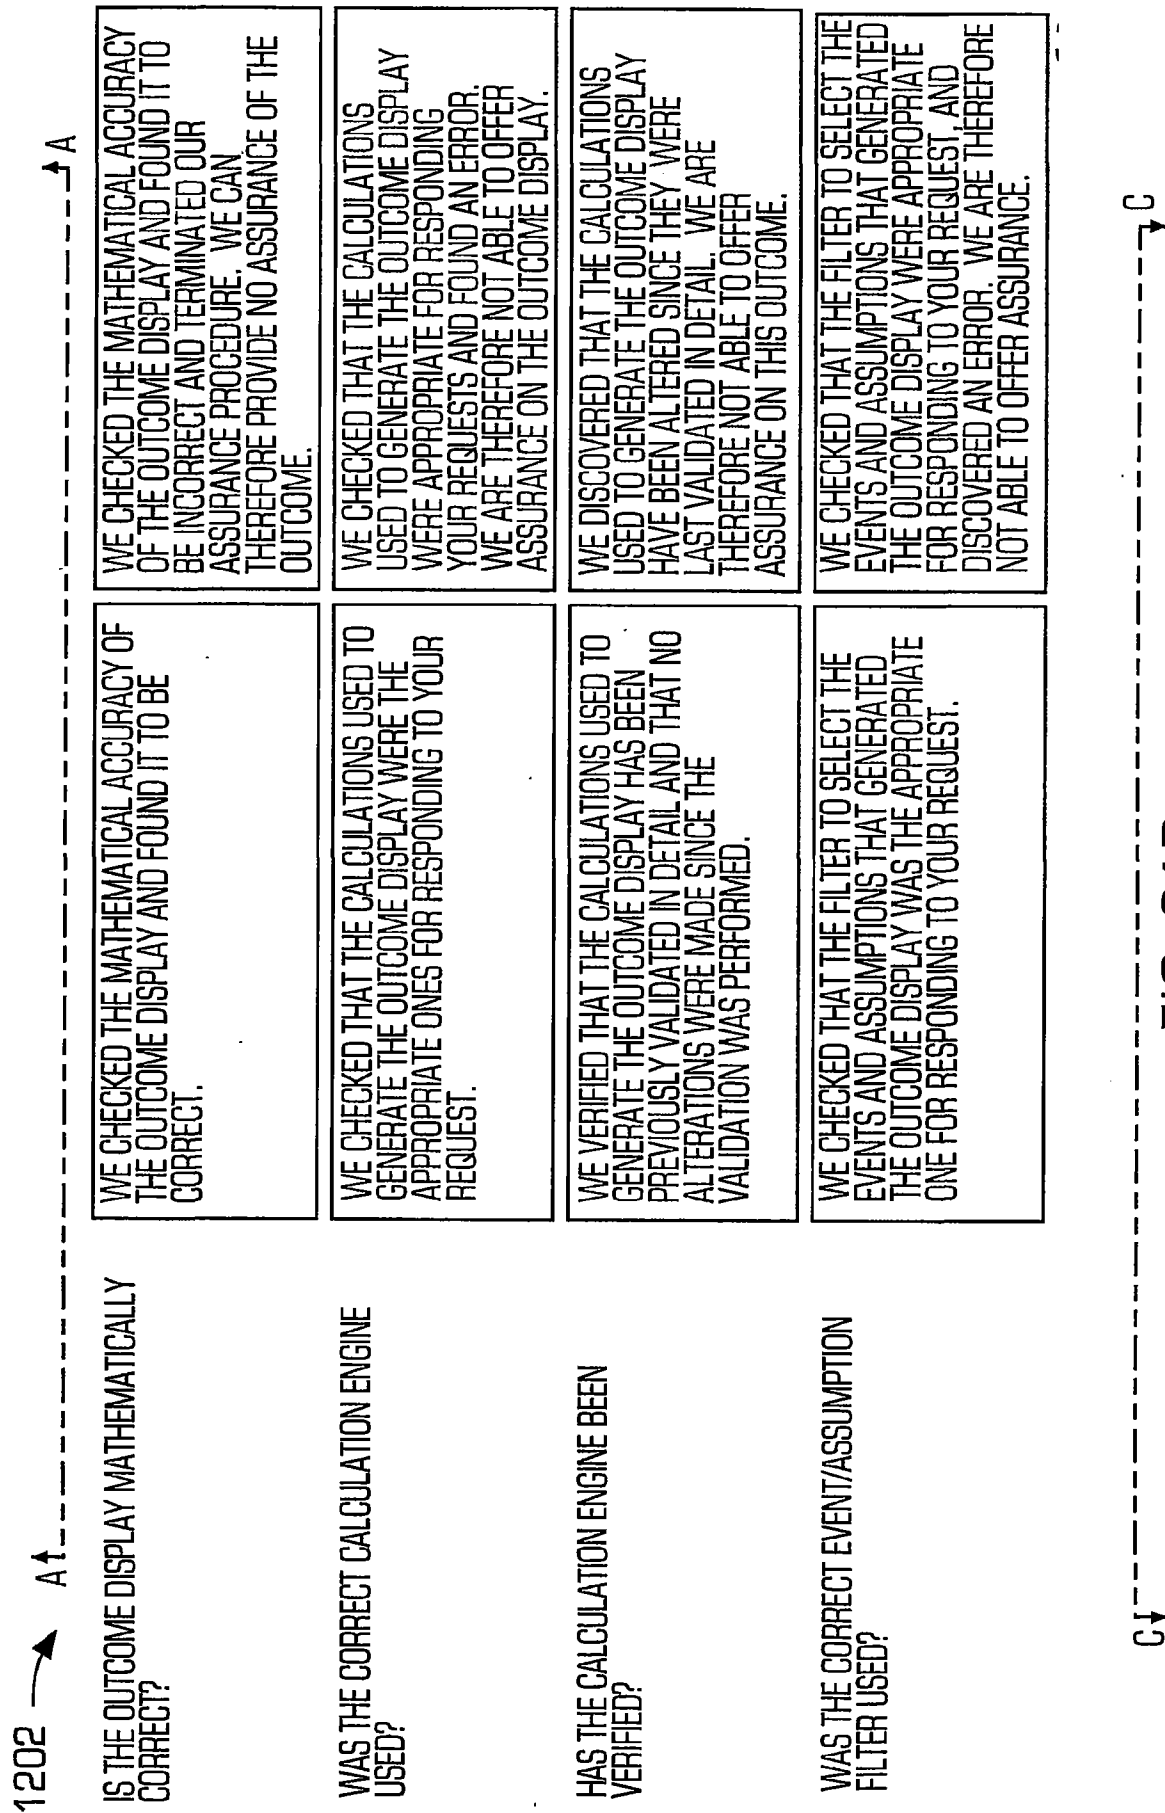 1202
A A
IS THE OUTCOME DISPLAY MATHEMATICALLY
CORRECT?
WE CHECKED THE MATHEMATICAL ACCURACY OF
THE OUTCOME DISPLAY AND FOUND IT TO BE
CORRECT.
WE CHECKED THE MATHEMATICAL ACCURACY
OF THE OUTCOME DISPLAY AND FOUND IT TO
BE INCORRECT AND TERMINATED OUR
ASSURANCE PROCEDURE. WE CAN
THEREFORE PROVIDE NO ASSURANCE OF THE
OUTCOME.
WAS THE CORRECT CALCULATION ENGINE
USED?
WE CHECKED THAT THE CALCULATIONS USED TO
GENERATE THE OUTCOME DISPLAY WERE THE
APPROPRIATE ONES FOR RESPONDING TO YOUR
REQUEST.
WE CHECKED THAT THE CALCULATIONS
USED TO GENERATE THE OUTCOME DISPLAY
WERE APPROPRIATE FOR RESPONDING
YOUR REQUESTS AND FOUND AN ERROR.
WE ARE THEREFORE NOT ABLE TO OFFER
ASSURANCE ON THE OUTCOME DISPLAY.
HAS THE CALCULATION ENGINE BEEN
VERIFIED?
WE VERIFIED THAT THE CALCULATIONS USED TO
GENERATE THE OUTCOME DISPLAY HAS BEEN
PREVIOUSLY VALIDATED IN DETAIL AND THAT NO
ALTERATIONS WERE MADE SINCE THE
VALIDATION WAS PERFORMED.
WE DISCOVERED THAT THE CALCULATIONS
USED TO GENERATE THE OUTCOME DISPLAY
HAVE BEEN ALTERED SINCE THEY WERE
LAST VALIDATED IN DETAIL. WE ARE
THEREFORE NOT ABLE TO OFFER
ASSURANCE ON THIS OUTCOME.
WAS THE CORRECT EVENT/ASSUMPTION
FILTER USED?
WE CHECKED THAT THE FILTER TO SELECT THE
EVENTS AND ASSUMPTIONS THAT GENERATED
THE OUTCOME DISPLAY WAS THE APPROPRIATE
ONE FOR RESPONDING TO YOUR REQUEST.
WE CHECKED THAT THE FILTER TO SELECT THE
EVENTS AND ASSUMPTIONS THAT GENERATED
THE OUTCOME DISPLAY WERE APPROPRIATE
FOR RESPONDING TO YOUR REQUEST, AND
DISCOVERED AN ERROR. WE ARE THEREFORE
NOT ABLE TO OFFER ASSURANCE.
C C